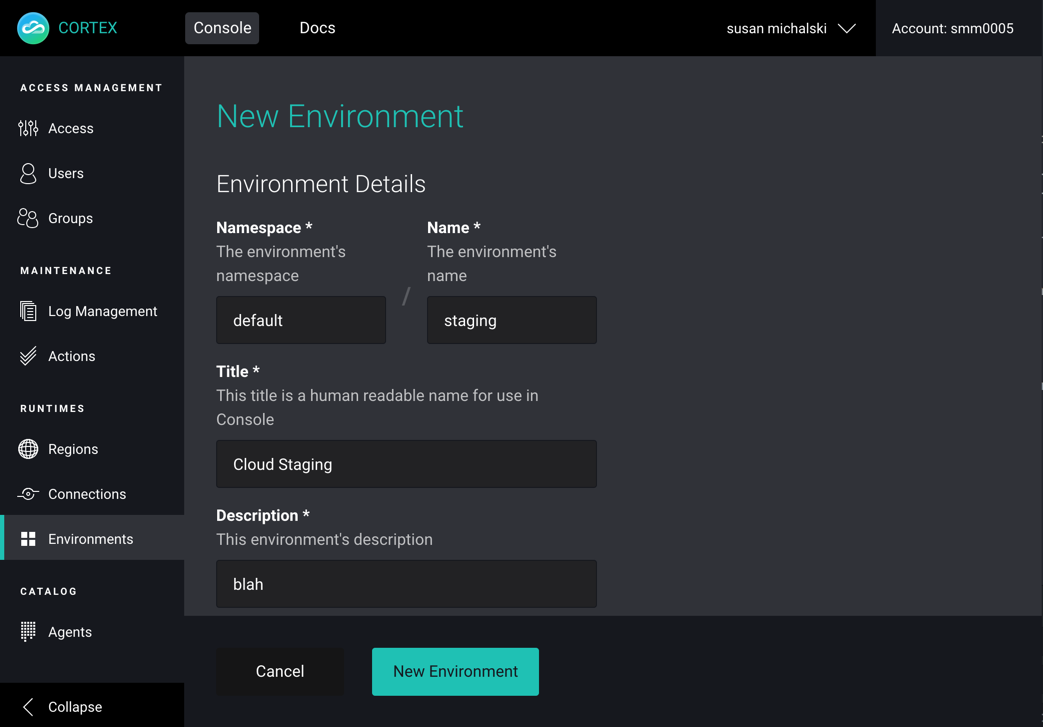 CORTEX
Console
Docs
susan michalski
Account: smm0005
ACCESS MANAGEMENT
Access
Users
Groups
MAINTENANCE
Log Management
Actions
RUNTIMES
Regions
Connections
Environments
CATALOG
Agents
Collapse
New Environment
Environment Details
Namespace *
The environment's
namespace
default
/
Name *
The environment's
name
staging
Title *
This title is a human readable name for use in
Console
Cloud Staging
Description *
This environment's description
blah
Cancel
New Environment